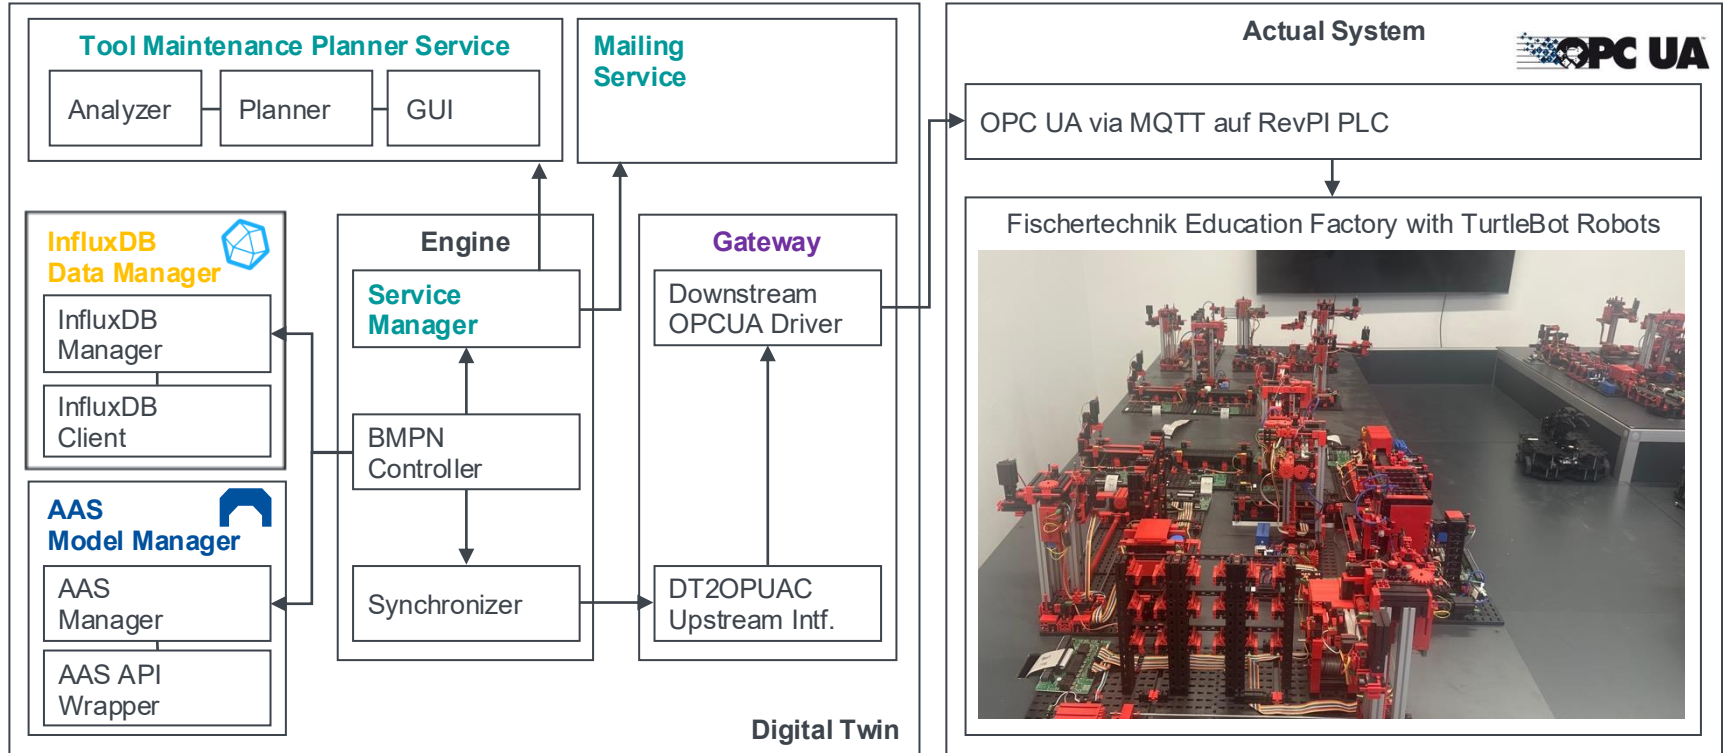 Tool Maintenance Planner Service
Analyzer
Planner
GUI
Mailing
Service
InfluxDB
Data Manager
InfluxDB
Manager
InfluxDB
Client
AAS
Model Manager
AAS
Manager
AAS API
Wrapper
Engine
Service
Manager
BMPN
Controller
Synchronizer
Gateway
Downstream
OPCUA Driver
DT2OPUAC
Upstream Intf.
Digital Twin
Actual System
OPC UA
OPC UA via MQTT auf RevPI PLC
Fischertechnik Education Factory with TurtleBot Robots